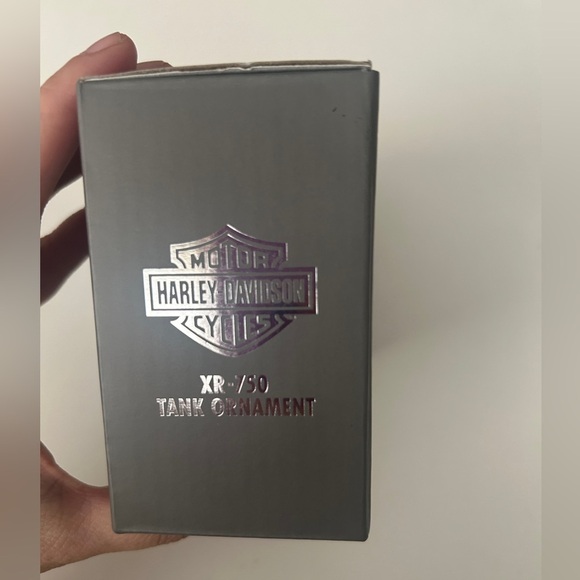 MOTOR
HARLEY-DAVIDSON
CYCLES
XR-750
TANK ORNAMENT